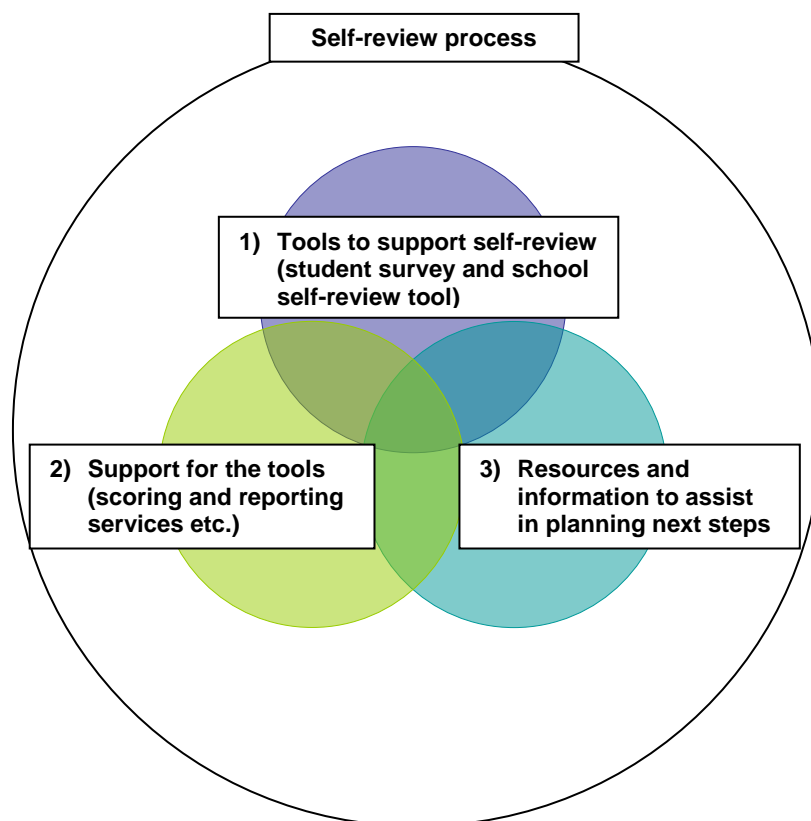 Self-review process
1) Tools to support self-review
(student survey and school
self-review tool)
2) Support for the tools
(scoring and reporting
services etc.)
3) Resources and
information to assist
in planning next steps